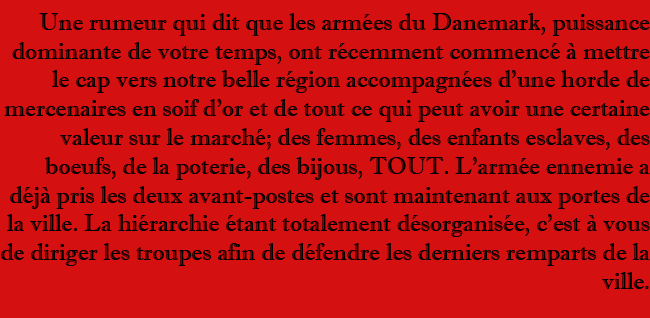 Une rumeur qui dit que les armées du Danemark, puissance
dominante de votre temps, ont récemment commencé à mettre
le cap vers notre belle région accompagnées d'une horde de
mercenaires en soif d'or et de tout ce qui peut avoir une certaine
valeur sur le marché; des femmes, des enfants esclaves, des
boeufs, de la poterie, des bijoux, TOUT. L'armée ennemie a
déjà pris les deux avant-postes et sont maintenant aux portes de
la ville. La hiérarchie étant totalement désorganisée, c'est à vous
de diriger les troupes afin de défendre les derniers remparts de la
ville.